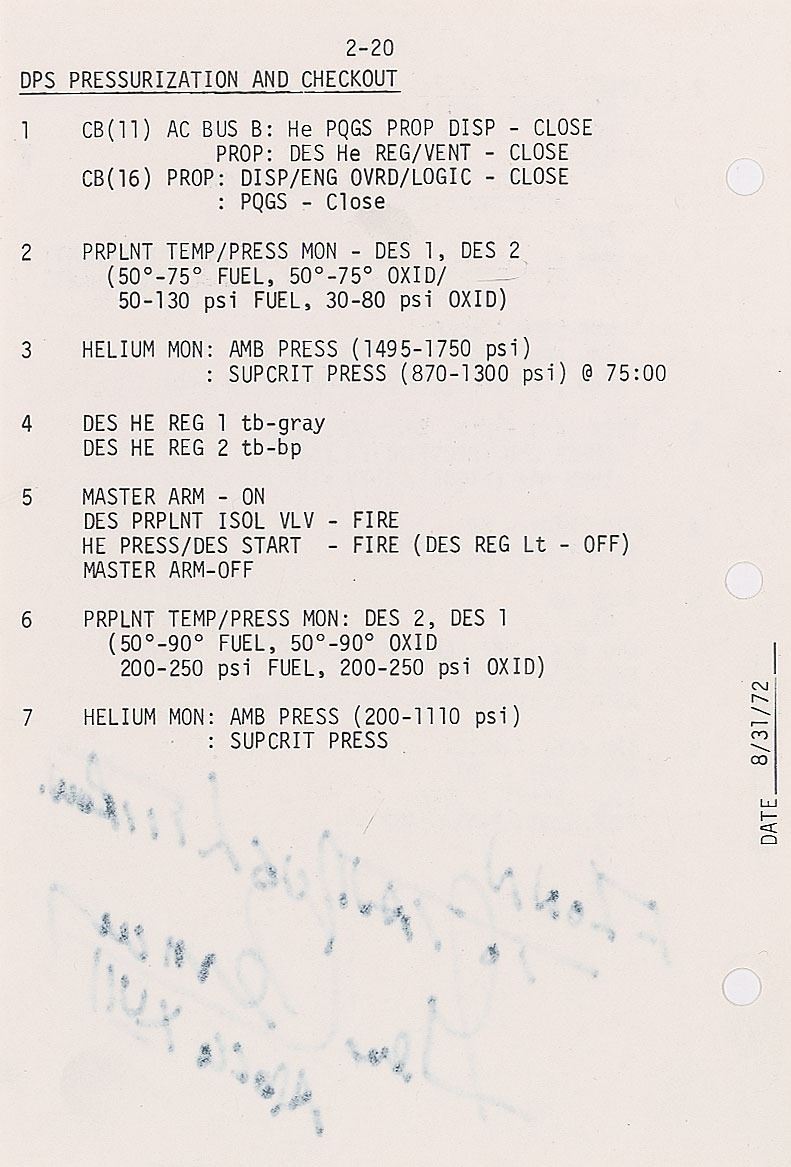 2-20
DPS PRESSURIZATION AND CHECKOUT
1 CB(11) AC BUS B: He PQGS PROP DISP - CLOSE
PROP: DES He REG/VENT - CLOSE
CB(16) PROP: DISP/ENG OVRD/LOGIC - CLOSE
: PQGS - Close
2 PRPLNT TEMP/PRESS MON - DES 1, DES 2
(50°-75° FUEL, 50°-75° OXID/
50-130 psi FUEL, 30-80 psi OXID)
3 HELIUM MON: AMB PRESS (1495-1750 psi)
: SUPCRIT PRESS (870-1300 psi) @ 75:00
4 DES HE REG 1 tb-gray
DES HE REG 2 tb-bp
5 MASTER ARM - ON
DES PRPLNT ISOL VLV - FIRE
HE PRESS/DES START - FIRE (DES REG Lt - OFF)
MASTER ARM-OFF
6 PRPLNT TEMP/PRESS MON: DES 2, DES 1
(50°-90° FUEL, 50°-90° OXID
200-250 psi FUEL, 200-250 psi OXID)
7 HELIUM MON: AMB PRESS (200-1110 psi)
: SUPCRIT PRESS
DATE 8/31/72